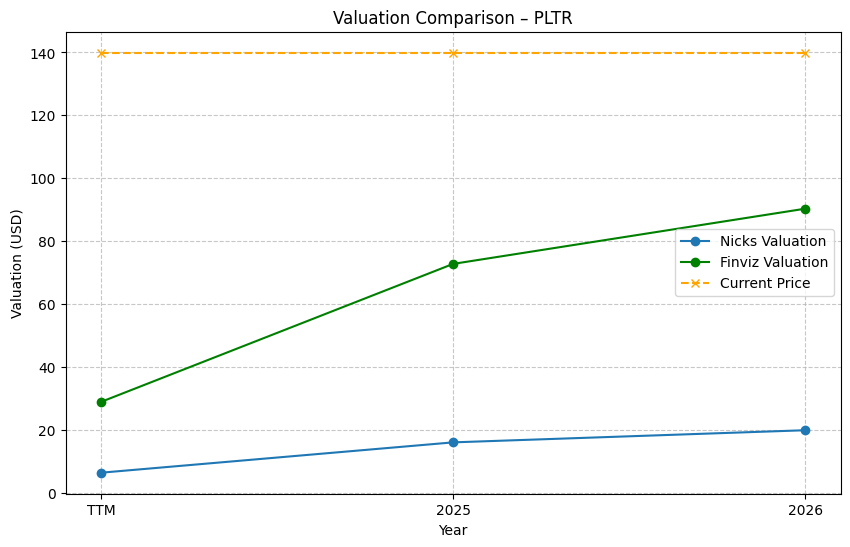 Valuation Comparison – PLTR
Valuation (USD)
140
120
100
80
60
40
20
0
Nicks Valuation
Finviz Valuation
Current Price
TTM
2025
2026
Year